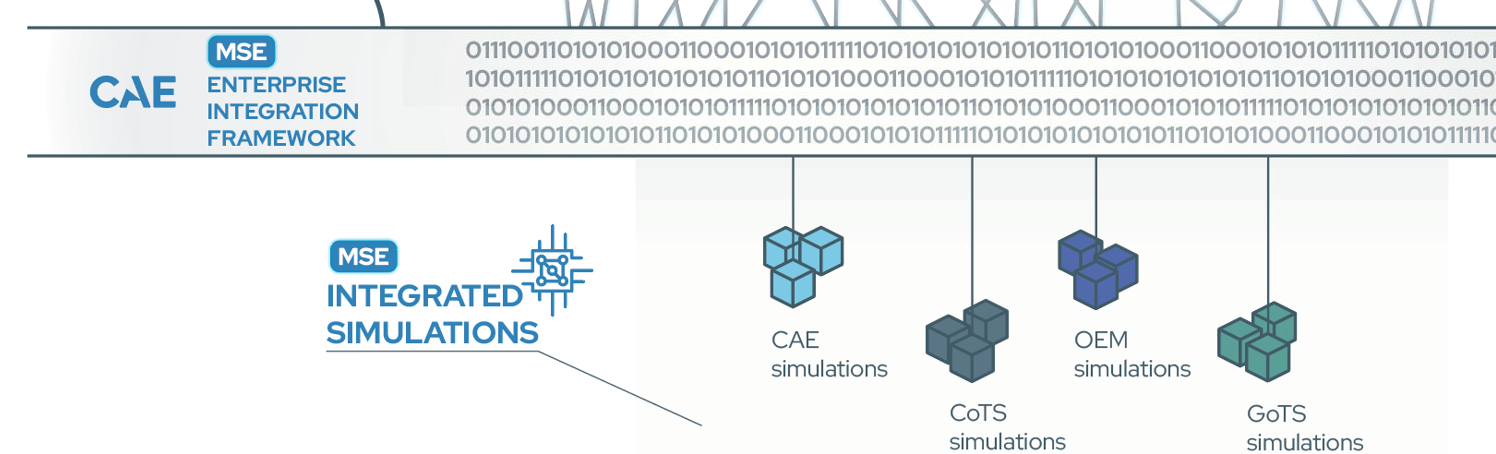 MSE
CAE
ENTERPRISE
INTEGRATION
FRAMEWORK
MSE
INTEGRATED
SIMULATIONS
CAE
simulations
OEM
simulations
CoTS
simulations
GoTS
simulations